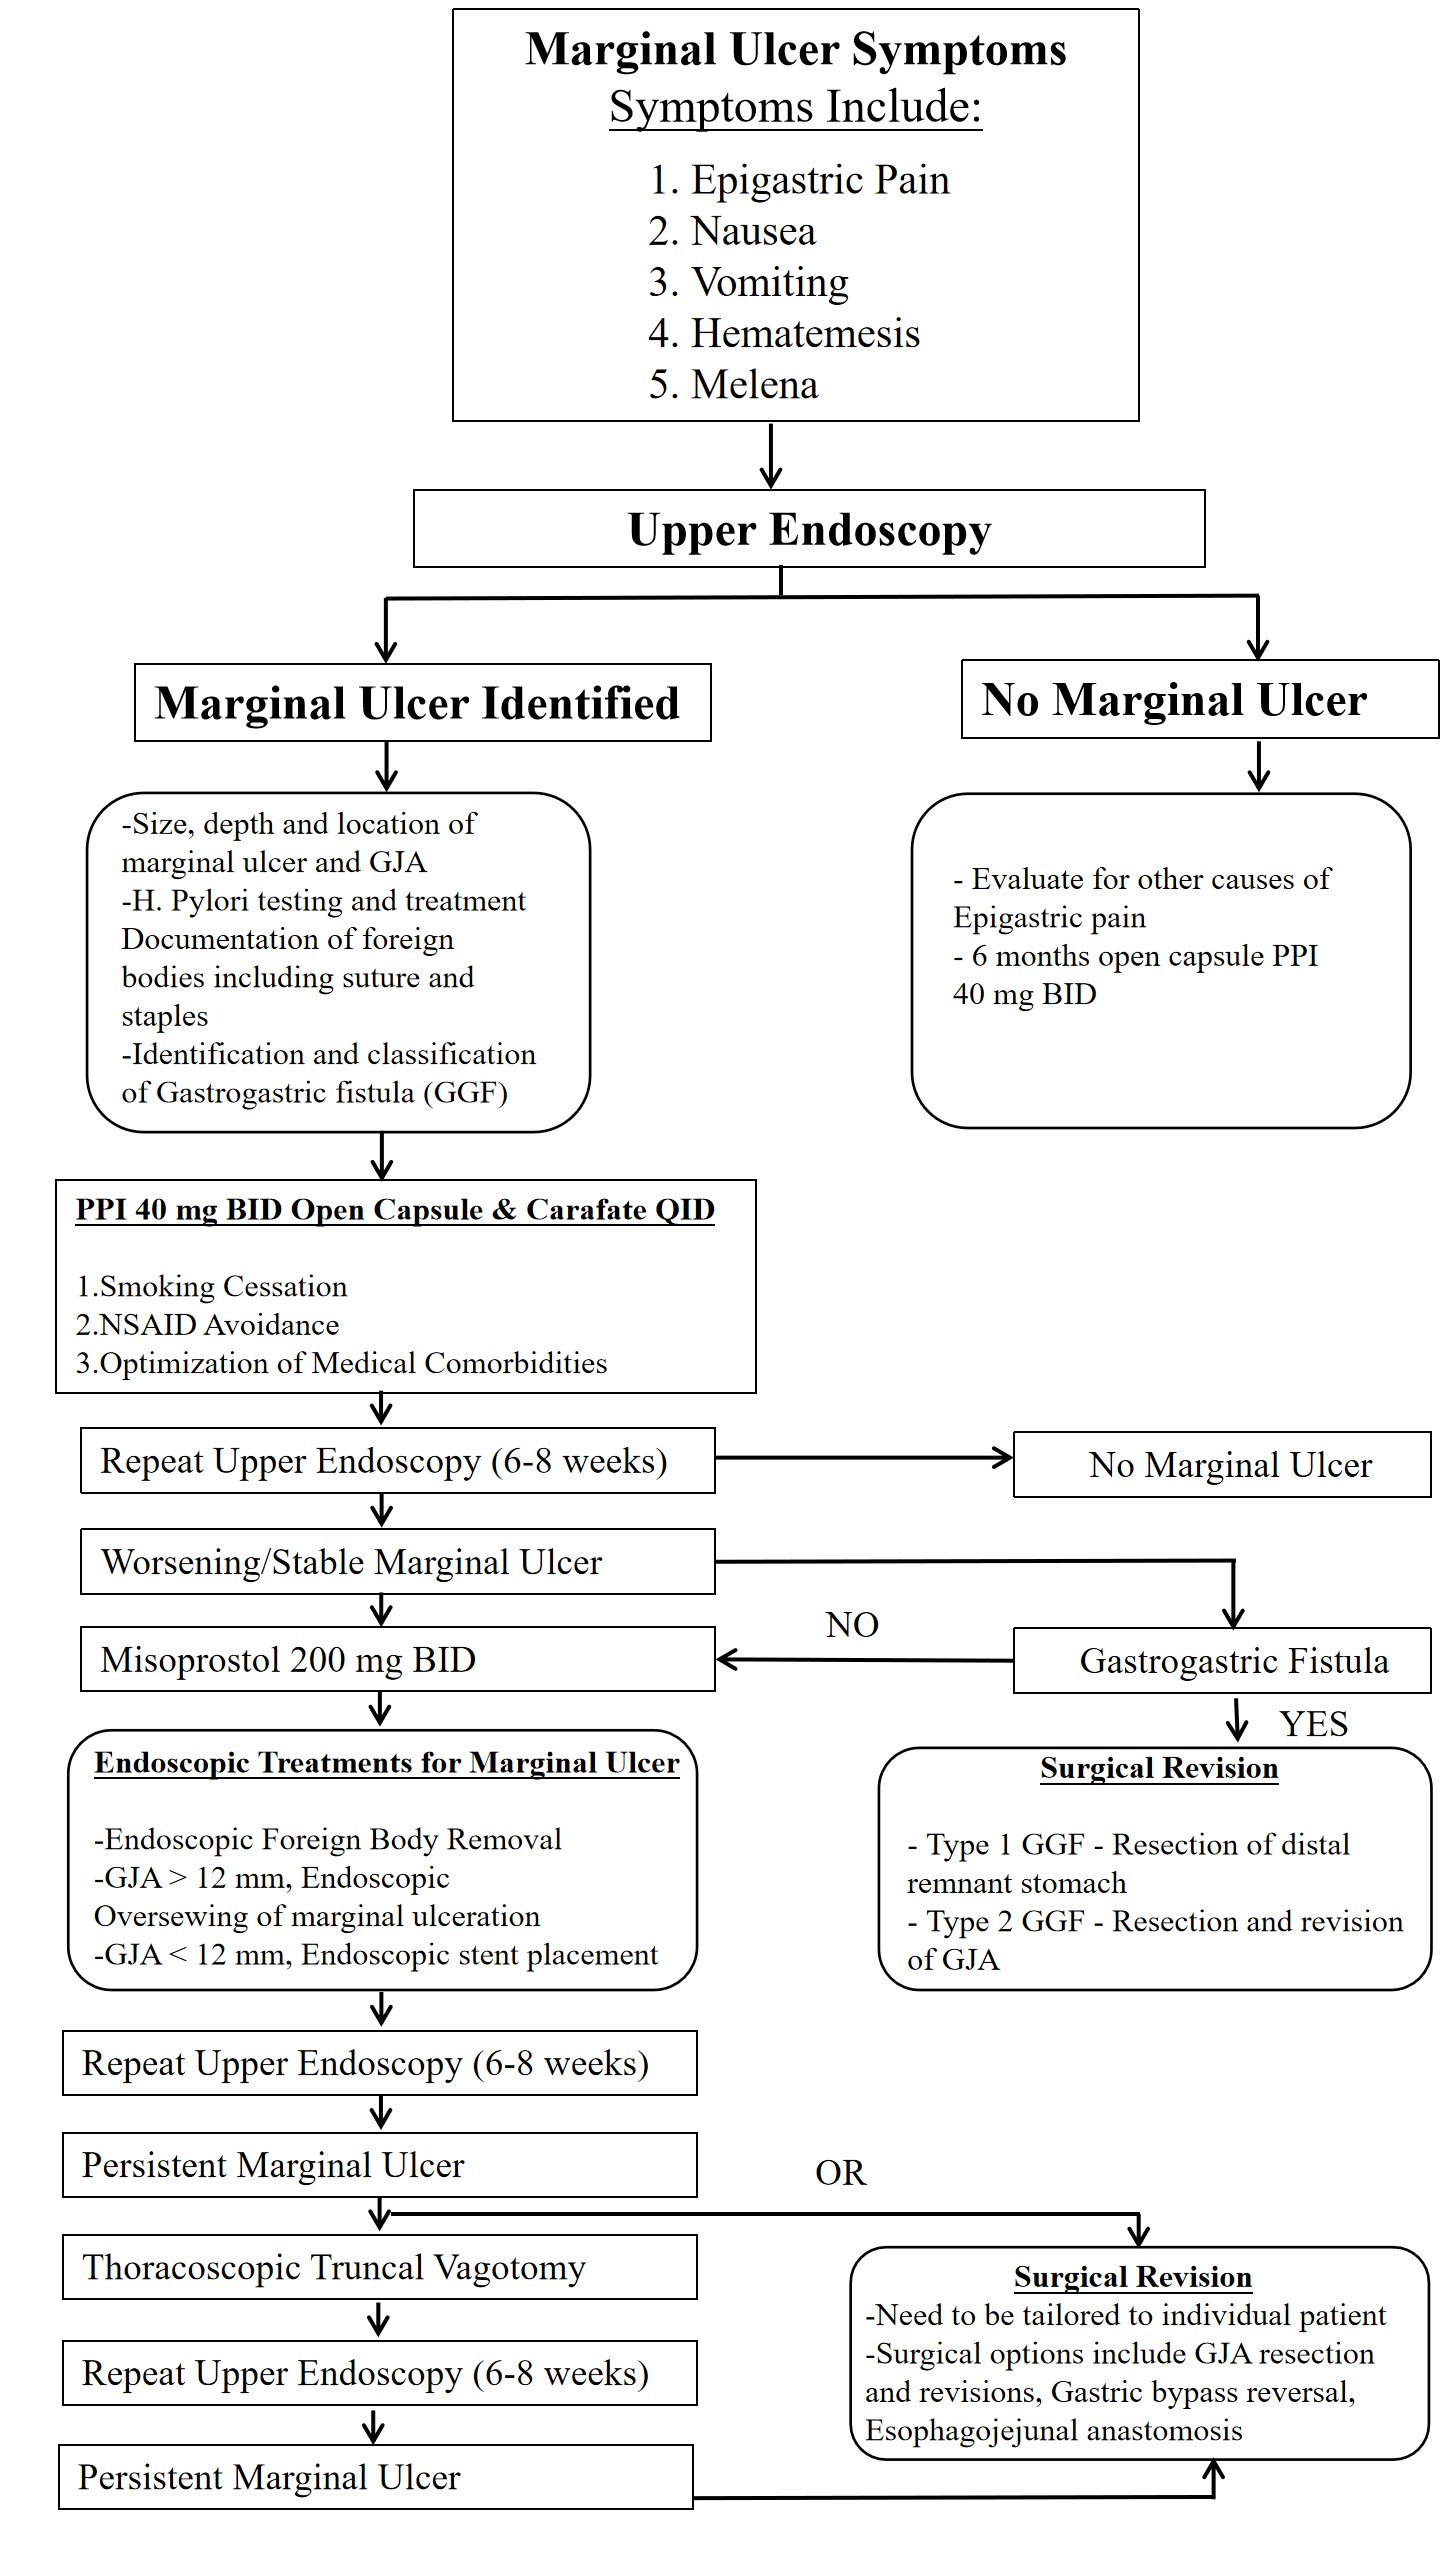 Marginal Ulcer Symptoms
Symptoms Include:
1. Epigastric Pain
2. Nausea
3. Vomiting
4. Hematemesis
5. Melena
Upper Endoscopy
Marginal Ulcer Identified
No Marginal Ulcer
-Size, depth and location of
marginal ulcer and GJA
-H. Pylori testing and treatment
Documentation of foreign
bodies including suture and
staples
-Identification and classification
of Gastrogastric fistula (GGF)
- Evaluate for other causes of
Epigastric pain
- 6 months open capsule PPI
40 mg BID
PPI 40 mg BID Open Capsule & Carafate QID
1.Smoking Cessation
2.NSAID Avoidance
3.Optimization of Medical Comorbidities
Repeat Upper Endoscopy (6-8 weeks)
No Marginal Ulcer
Worsening/Stable Marginal Ulcer
NO
Misoprostol 200 mg BID
Gastrogastric Fistula
YES
Endoscopic Treatments for Marginal Ulcer
-Endoscopic Foreign Body Removal
-GJA > 12 mm, Endoscopic
Oversewing of marginal ulceration
-GJA < 12 mm, Endoscopic stent placement
Surgical Revision
- Type 1 GGF - Resection of distal
remnant stomach
- Type 2 GGF - Resection and revision
of GJA
Repeat Upper Endoscopy (6-8 weeks)
Persistent Marginal Ulcer
OR
Thoracoscopic Truncal Vagotomy
Surgical Revision
-Need to be tailored to individual patient
-Surgical options include GJA resection
and revisions, Gastric bypass reversal,
Esophagojejunal anastomosis
Repeat Upper Endoscopy (6-8 weeks)
Persistent Marginal Ulcer